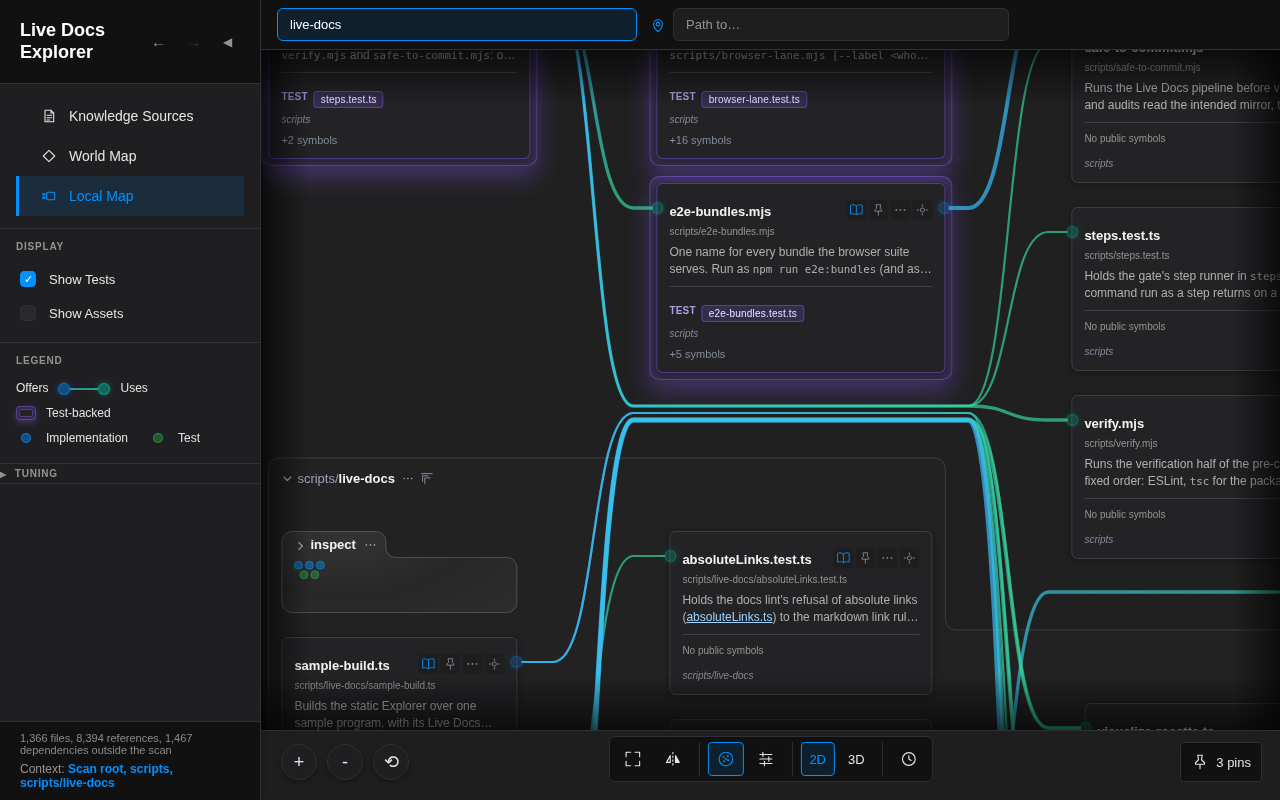 Live Docs
Explorer
← → ◀
Knowledge Sources
World Map
Local Map
DISPLAY
✓ Show Tests
Show Assets
LEGEND
Offers Uses
Test-backed
Implementation Test
▶ TUNING
1,366 files, 8,394 references, 1,467
dependencies outside the scan
Context: Scan root, scripts,
scripts/live-docs
live-docs
Path to…
verify.mjs and safe-to-commit.mjs: o…
TEST steps.test.ts
scripts
+2 symbols
scripts/browser-lane.mjs [--label <who…
TEST browser-lane.test.ts
scripts
+16 symbols
e2e-bundles.mjs
scripts/e2e-bundles.mjs
One name for every bundle the browser suite
serves. Run as npm run e2e:bundles (and as…
TEST e2e-bundles.test.ts
scripts
+5 symbols
safe-to-commit.mjs
scripts/safe-to-commit.mjs
Runs the Live Docs pipeline before
and audits read the intended mirror,
No public symbols
scripts
steps.test.ts
scripts/steps.test.ts
Holds the gate's step runner in steps
command run as a step returns on a
No public symbols
scripts
verify.mjs
scripts/verify.mjs
Runs the verification half of the pre-c
fixed order: ESLint, tsc for the packa
No public symbols
scripts
scripts/live-docs ⋯
inspect ⋯
sample-build.ts
scripts/live-docs/sample-build.ts
Builds the static Explorer over one
sample program, with its Live Docs…
absoluteLinks.test.ts
scripts/live-docs/absoluteLinks.test.ts
Holds the docs lint's refusal of absolute links
(absoluteLinks.ts) to the markdown link rul…
No public symbols
scripts/live-docs
+ - ⟲
2D 3D
3 pins